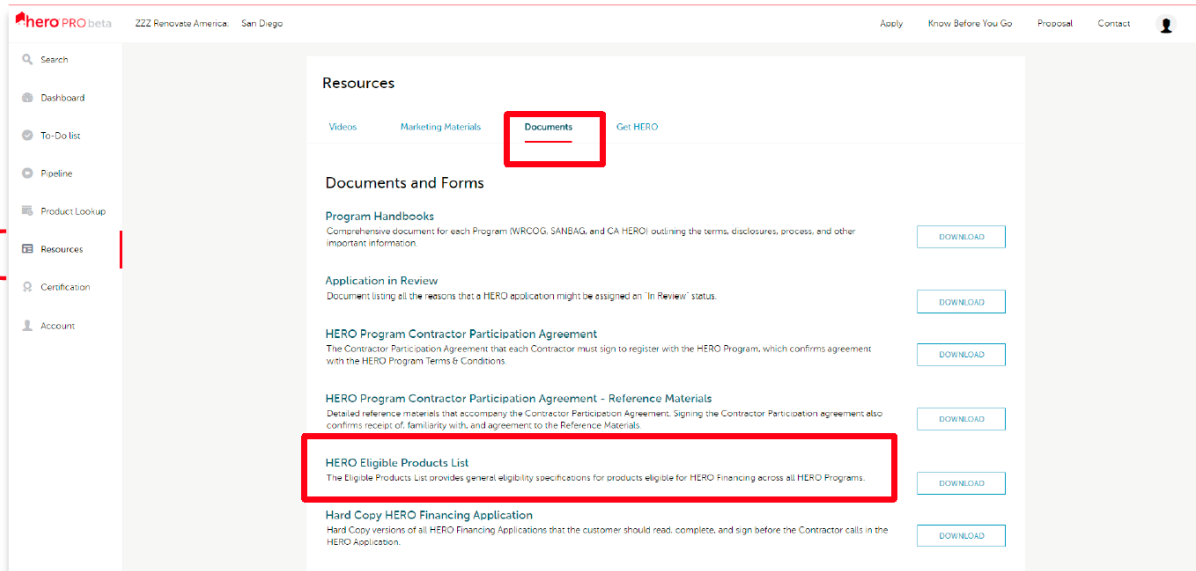 hero PRO beta
ZZZ Renovate America: San Diego
Apply
Know Before You Go
Proposal
Contact
Search
Dashboard
To-Do list
Pipeline
Product Lookup
Resources
Certification
Account
Resources
Videos
Marketing Materials
Documents
Get HERO
Documents and Forms
Program Handbooks
Comprehensive document for each Program (WRCOG, SANBAG, and CA HERO) outlining the terms, disclosures, process, and other
important information.
DOWNLOAD
Application in Review
Document listing all the reasons that a HERO application might be assigned an "In Review" status.
DOWNLOAD
HERO Program Contractor Participation Agreement
The Contractor Participation Agreement that each Contractor must sign to register with the HERO Program, which confirms agreement
with the HERO Program Terms & Conditions.
DOWNLOAD
HERO Program Contractor Participation Agreement - Reference Materials
Detailed reference materials that accompany the Contractor Participation Agreement. Signing the Contractor Participation agreement also
confirms receipt of, familiarity with, and agreement to the Reference Materials.
DOWNLOAD
HERO Eligible Products List
The Eligible Products List provides general eligibility specifications for products eligible for HERO Financing across all HERO Programs.
DOWNLOAD
Hard Copy HERO Financing Application
Hard Copy versions of all HERO Financing Applications that the customer should read, complete, and sign before the Contractor calls in the
HERO Application.
DOWNLOAD